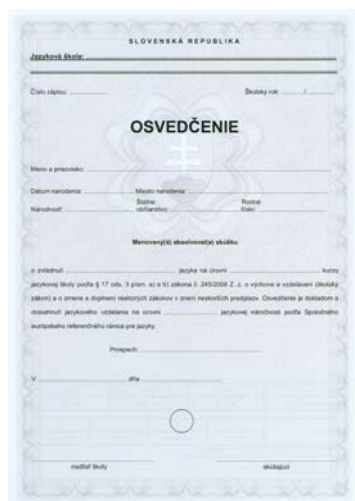 SLOVENSKÁ REPUBLIKA
Jazyková škola:
Číslo zápisu: Školský rok: /
OSVEDČENIE
Meno a priezvisko:
Dátum narodenia: Miesto narodenia:
Národnosť: Štátne občianstvo: Rodné číslo:
Menovaný(á) absolvoval(a) skúšku
o zvládnutí jazyka na úrovni kurzu
jazykovej školy podľa § 17 ods. 3 písm. a) a b) zákona č. 245/2008 Z. z. o výchove a vzdelávaní (školský
zákon) a o zmene a doplnení niektorých zákonov v znení neskorších predpisov. Osvedčenie je dokladom o
dosiahnutí jazykového vzdelania na úrovni jazykovej náročnosti podľa Spoločného
európskeho referenčného rámca pre jazyky.
Prospech:
V dňa
riaditeľ školy skúšajúci